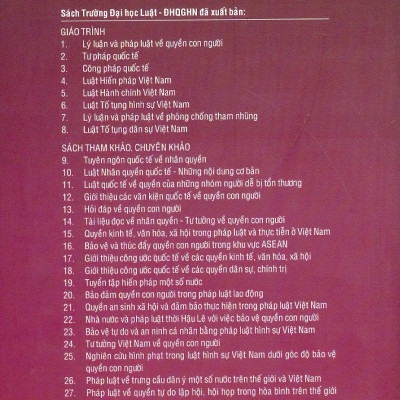 Sách Trường Đại học Luật - ĐHQGHN đã xuất bản:
GIÁO TRÌNH
1. Lý luận và pháp luật về quyền con người
2. Tư pháp quốc tế
3. Công pháp quốc tế
4. Luật Hiến pháp Việt Nam
5. Luật Hành chính Việt Nam
6. Luật Tố tụng hình sự Việt Nam
7. Lý luận và pháp luật về phòng chống tham nhũng
8. Luật Tố tụng dân sự Việt Nam
SÁCH THAM KHẢO, CHUYÊN KHẢO
9. Tuyên ngôn quốc tế về nhân quyền
10. Luật Nhân quyền quốc tế - Những nội dung cơ bản
11. Luật quốc tế về quyền của những nhóm người dễ bị tổn thương
12. Giới thiệu các văn kiện quốc tế về quyền con người
13. Hỏi đáp về quyền con người
14. Tài liệu đọc về nhân quyền - Tư tưởng về quyền con người
15. Quyền kinh tế, văn hóa, xã hội trong pháp luật và thực tiễn ở Việt Nam
16. Bảo vệ và thúc đẩy quyền con người trong khu vực ASEAN
17. Giới thiệu công ước quốc tế về các quyền kinh tế, văn hóa, xã hội
18. Giới thiệu công ước quốc tế về các quyền dân sự, chính trị
19. Tuyển tập hiến pháp một số nước
20. Bảo đảm quyền con người trong pháp luật lao động
21. Quyền an sinh xã hội và đảm bảo thực hiện trong pháp luật Việt Nam
22. Nhà nước và pháp luật thời Hậu Lê với việc bảo vệ quyền con người
23. Bảo vệ tự do và an ninh cá nhân bằng pháp luật hình sự Việt Nam
24. Tư tưởng Việt Nam về quyền con người
25. Nghiên cứu hình phạt trong luật hình sự Việt Nam dưới góc độ bảo vệ
quyền con người
26. Pháp luật về trưng cầu dân ý một số nước trên thế giới và Việt Nam
27. Pháp luật về quyền tự do lập hội, hội họp trong hòa bình trên thế giới